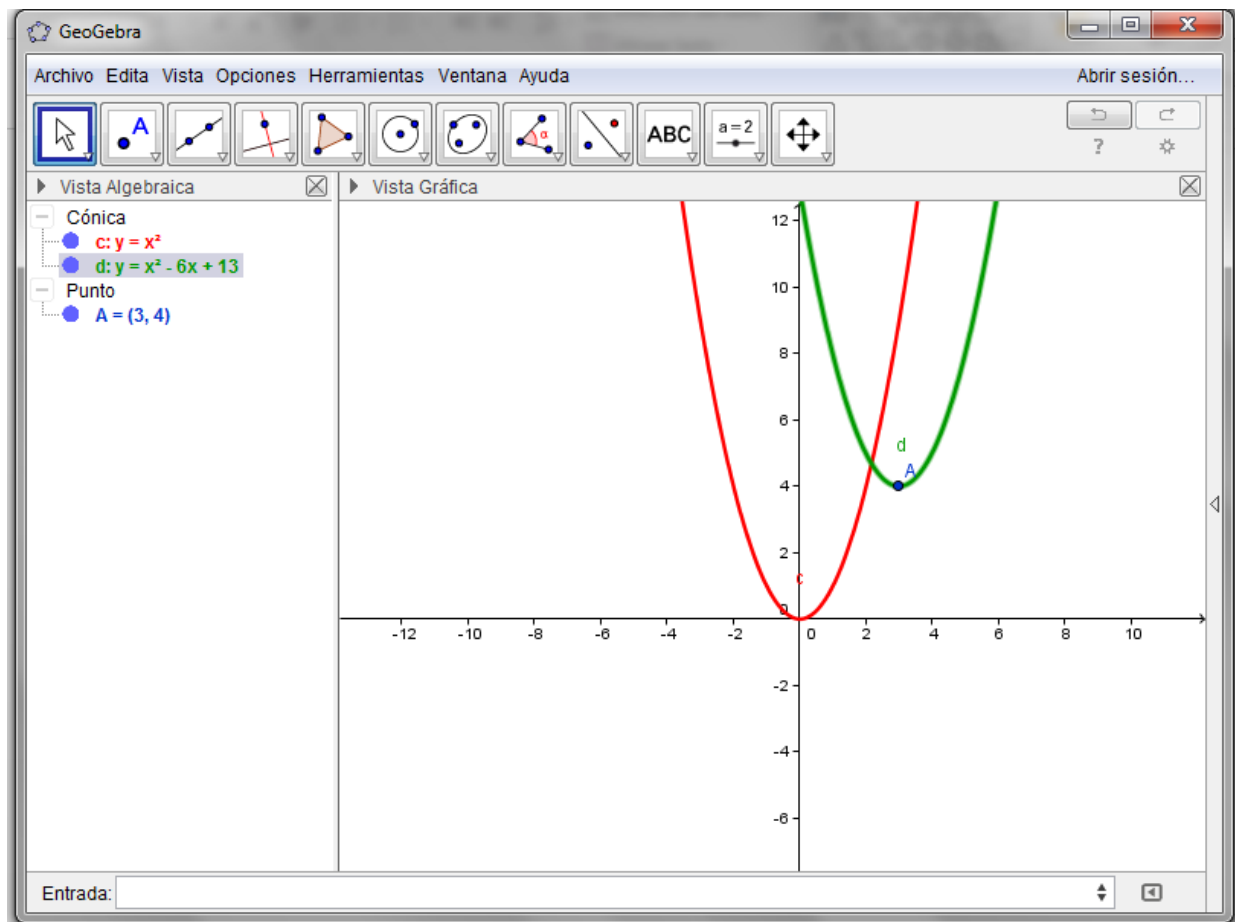 GeoGebra
Archivo Edita Vista Opciones Herramientas Ventana Ayuda Abrir sesión...
A ABC a=2 α ?
Vista Algebraica Vista Gráfica
Cónica
c: y = x²
d: y = x² - 6x + 13
Punto
A = (3, 4)
12
10
8
6
d
A
4
2
c
0
-12 -10 -8 -6 -4 -2 0 2 4 6 8 10
-2
-4
-6
Entrada: